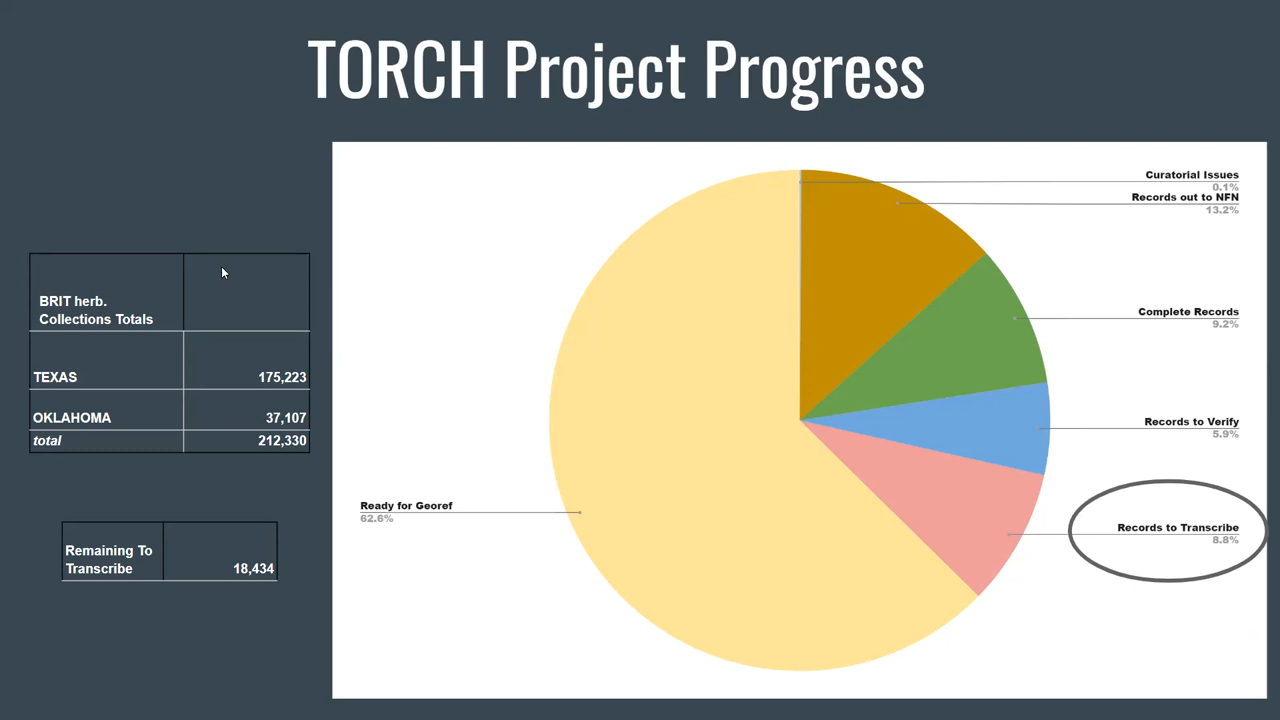 TORCH Project Progress
BRIT herb.
Collections Totals
TEXAS 175,223
OKLAHOMA 37,107
total 212,330
Remaining To
Transcribe 18,434
Curatorial Issues
0.1%
Records out to NFN
13.2%
Complete Records
9.2%
Records to Verify
5.9%
Ready for Georef
62.6%
Records to Transcribe
8.8%